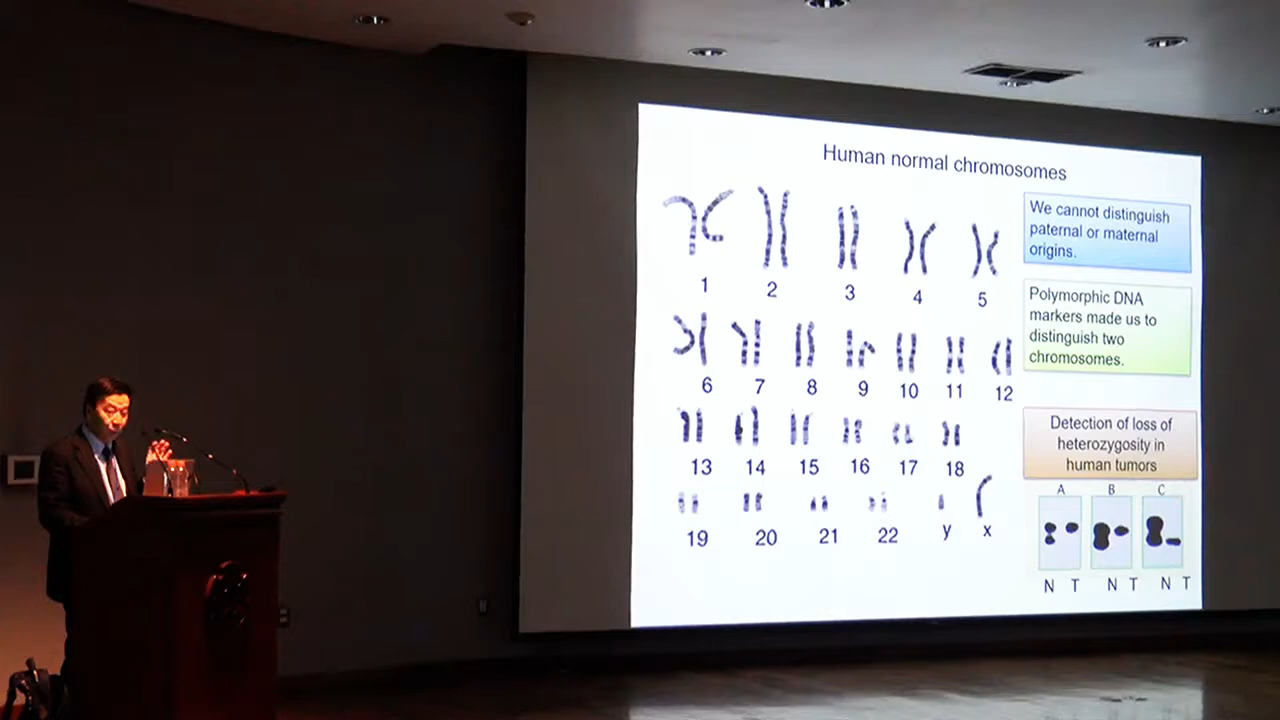 Human normal chromosomes
1 2 3 4 5
6 7 8 9 10 11 12
13 14 15 16 17 18
19 20 21 22 y x
We cannot distinguish
paternal or maternal
origins.
Polymorphic DNA
markers made us to
distinguish two
chromosomes.
Detection of loss of
heterozygosity in
human tumors
A B C
N T N T N T